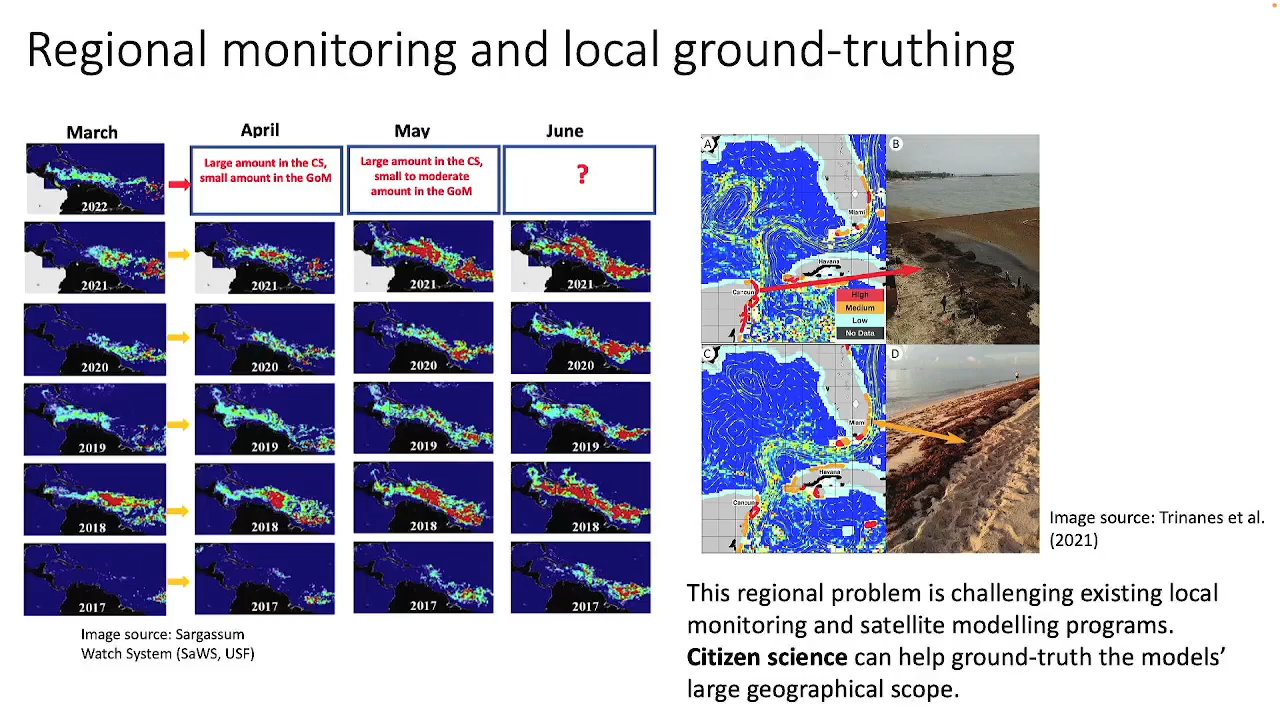 Regional monitoring and local ground-truthing
March
April
May
June
2022
Large amount in the CS,
small amount in the GoM
Large amount in the CS,
small to moderate
amount in the GoM
?
2021
2021
2021
2021
2020
2020
2020
2020
2019
2019
2019
2019
2018
2018
2018
2018
2017
2017
2017
2017
Image source: Sargassum
Watch System (SaWS, USF)
A
Miami
Havana
Cancun
High
Medium
Low
No Data
B
C
Miami
Havana
Cancun
D
Image source: Trinanes et al.
(2021)
This regional problem is challenging existing local
monitoring and satellite modelling programs.
Citizen science can help ground-truth the models’
large geographical scope.